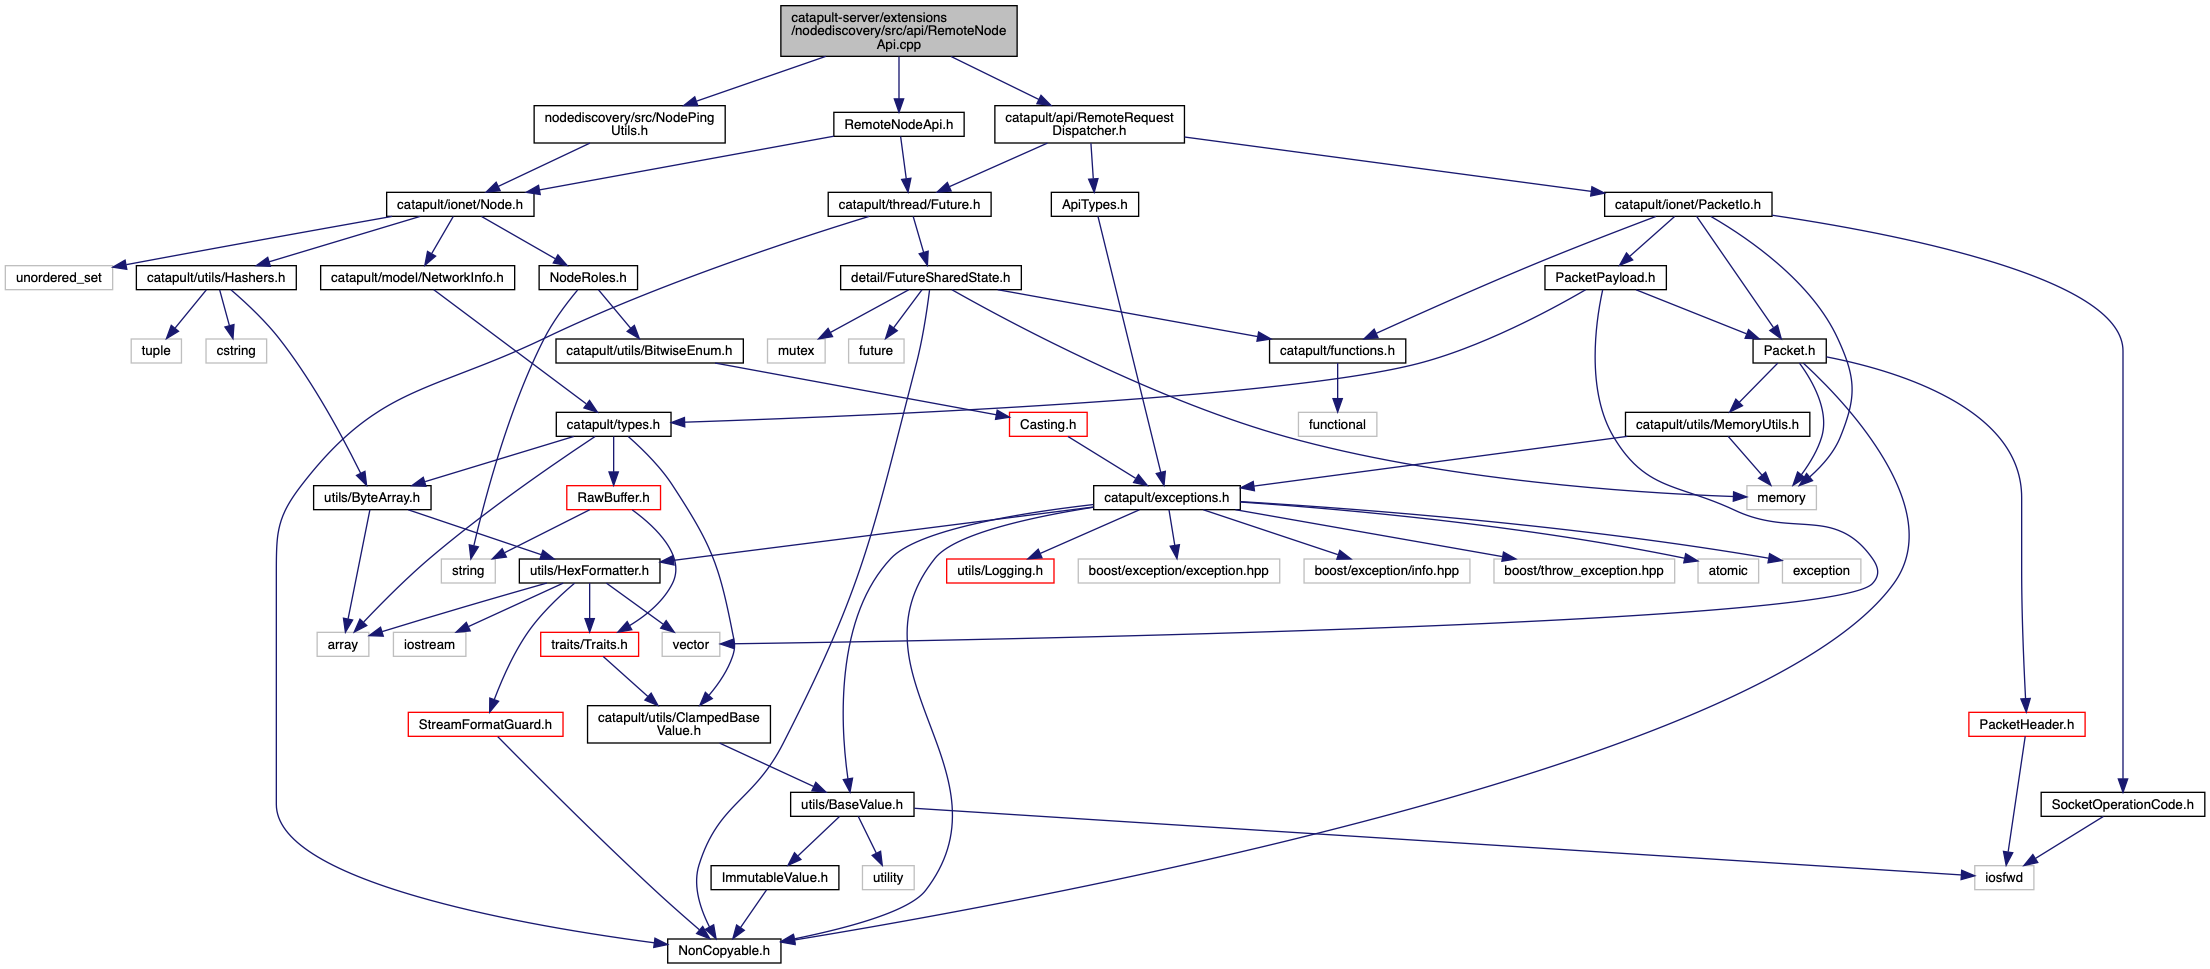 catapult-server/extensions
/nodediscovery/src/api/RemoteNode
Api.cpp
nodediscovery/src/NodePing
Utils.h
RemoteNodeApi.h
catapult/api/RemoteRequest
Dispatcher.h
catapult/ionet/Node.h
catapult/thread/Future.h
ApiTypes.h
catapult/ionet/PacketIo.h
unordered_set
catapult/utils/Hashers.h
catapult/model/NetworkInfo.h
NodeRoles.h
detail/FutureSharedState.h
PacketPayload.h
tuple
cstring
catapult/utils/BitwiseEnum.h
mutex
future
catapult/functions.h
Packet.h
catapult/types.h
Casting.h
functional
catapult/utils/MemoryUtils.h
utils/ByteArray.h
RawBuffer.h
catapult/exceptions.h
memory
string
utils/HexFormatter.h
utils/Logging.h
boost/exception/exception.hpp
boost/exception/info.hpp
boost/throw_exception.hpp
atomic
exception
array
iostream
traits/Traits.h
vector
StreamFormatGuard.h
catapult/utils/ClampedBase
Value.h
PacketHeader.h
utils/BaseValue.h
SocketOperationCode.h
ImmutableValue.h
utility
iosfwd
NonCopyable.h